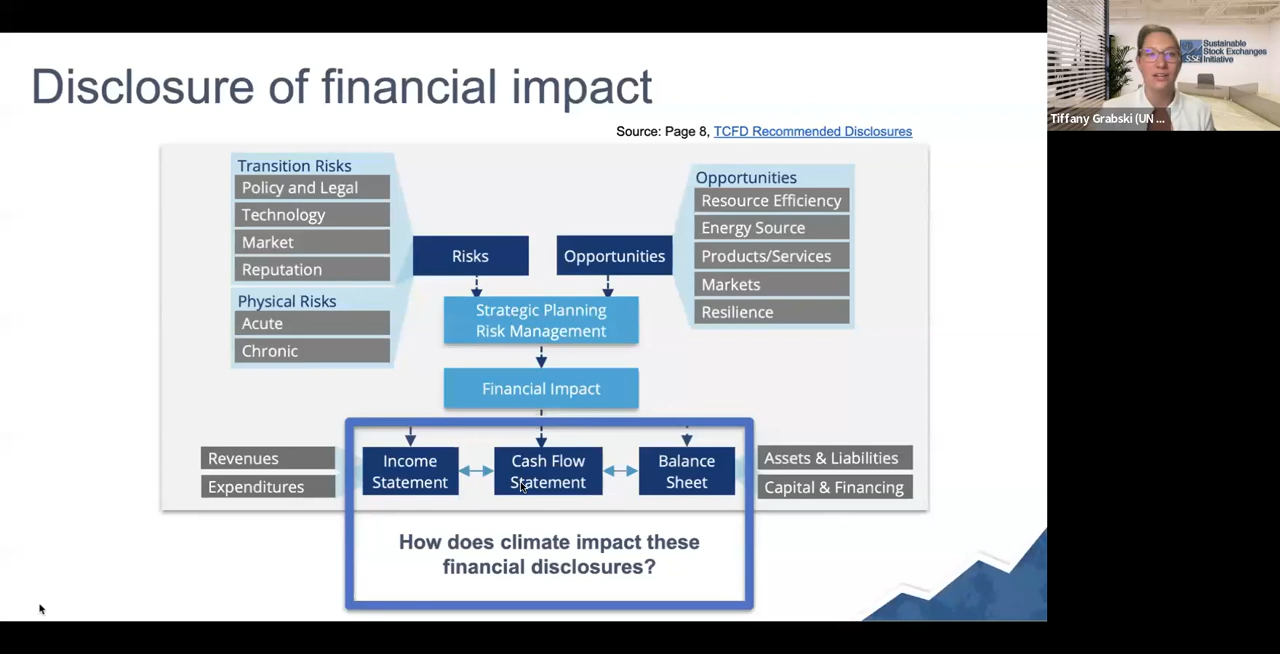 Disclosure of financial impact
Source: Page 8, TCFD Recommended Disclosures
Transition Risks
Policy and Legal
Technology
Market
Reputation
Physical Risks
Acute
Chronic
Risks
Opportunities
Opportunities
Resource Efficiency
Energy Source
Products/Services
Markets
Resilience
Strategic Planning
Risk Management
Financial Impact
Revenues
Expenditures
Income
Statement
Cash Flow
Statement
Balance
Sheet
Assets & Liabilities
Capital & Financing
How does climate impact these
financial disclosures?
SSE
Sustainable
Stock Exchanges
Initiative
Tiffany Grabski (UN ...